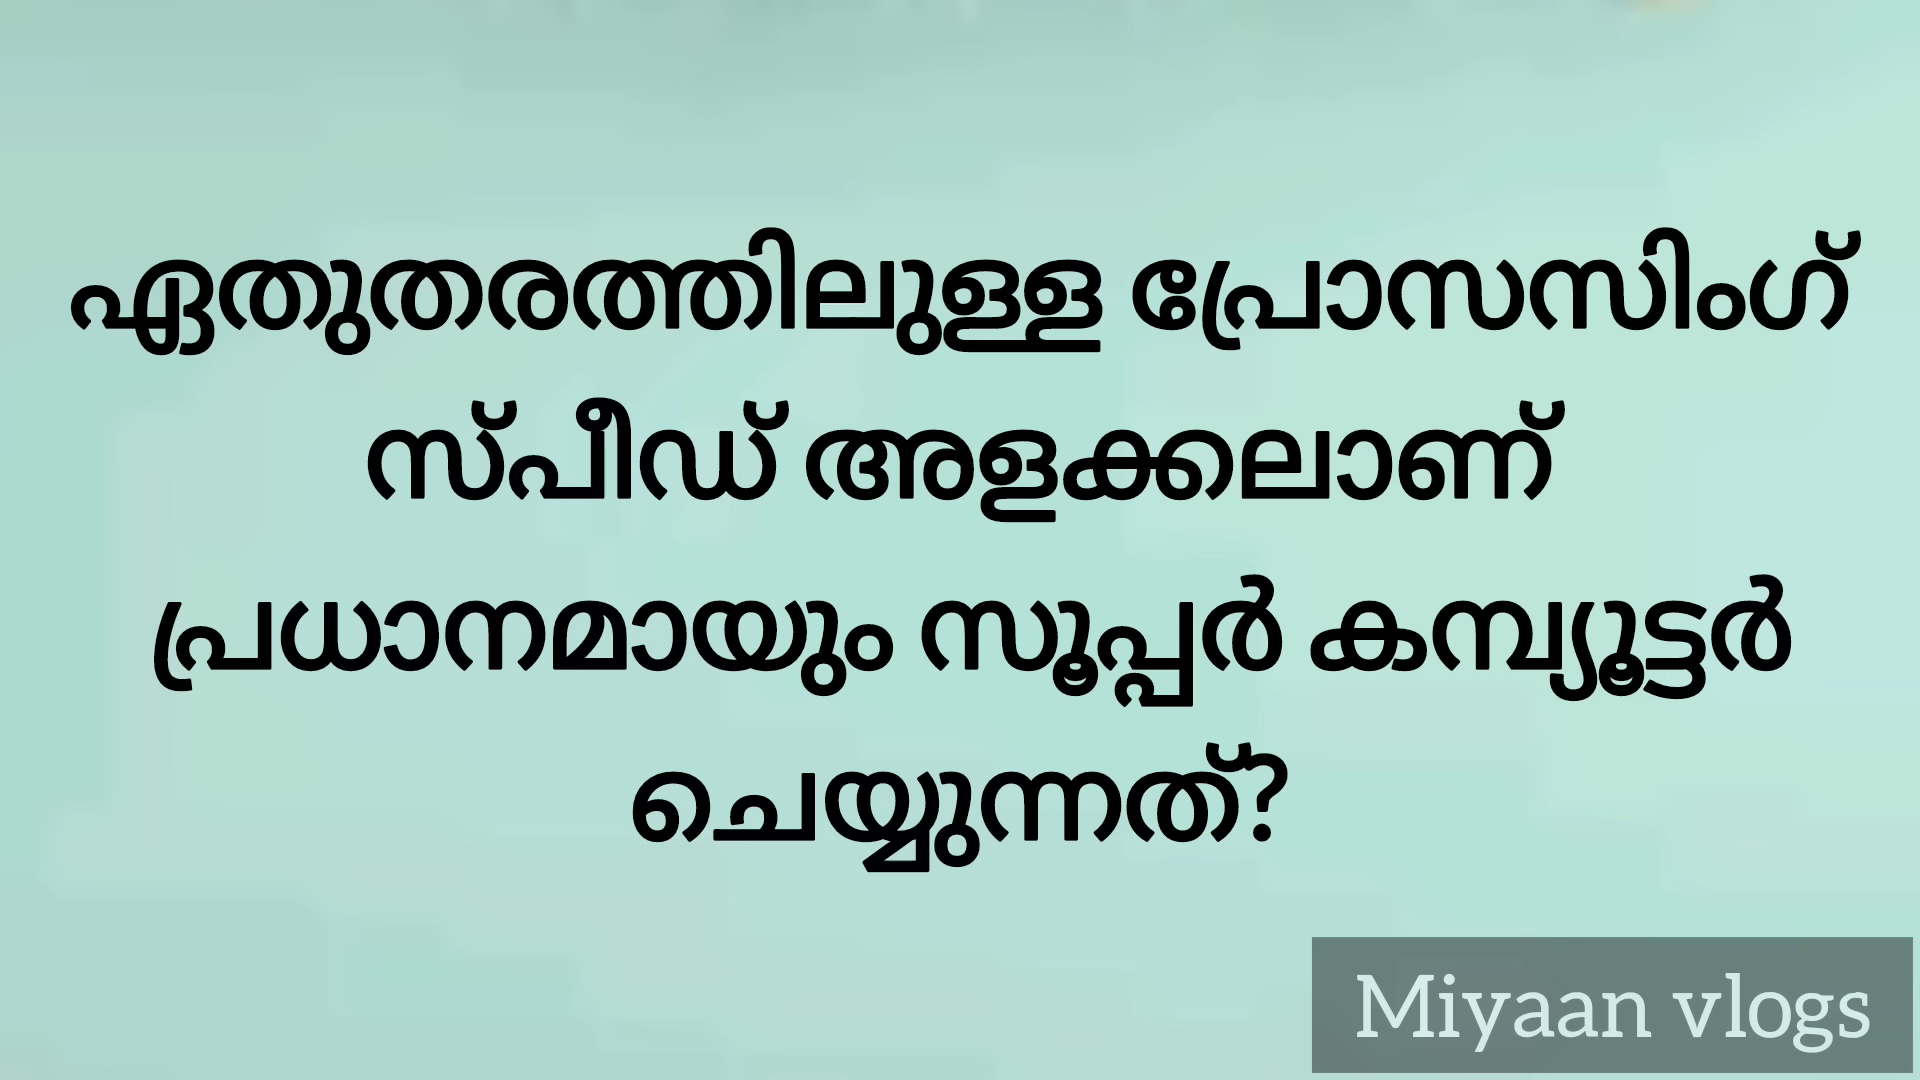 ഏതുതരത്തിലുള്ള പ്രോസസിംഗ്
സ്പീഡ് അളക്കലാണ്
പ്രധാനമായും സൂപ്പർ കമ്പ്യൂട്ടർ
ചെയ്യുന്നത്?
Miyaan vlogs